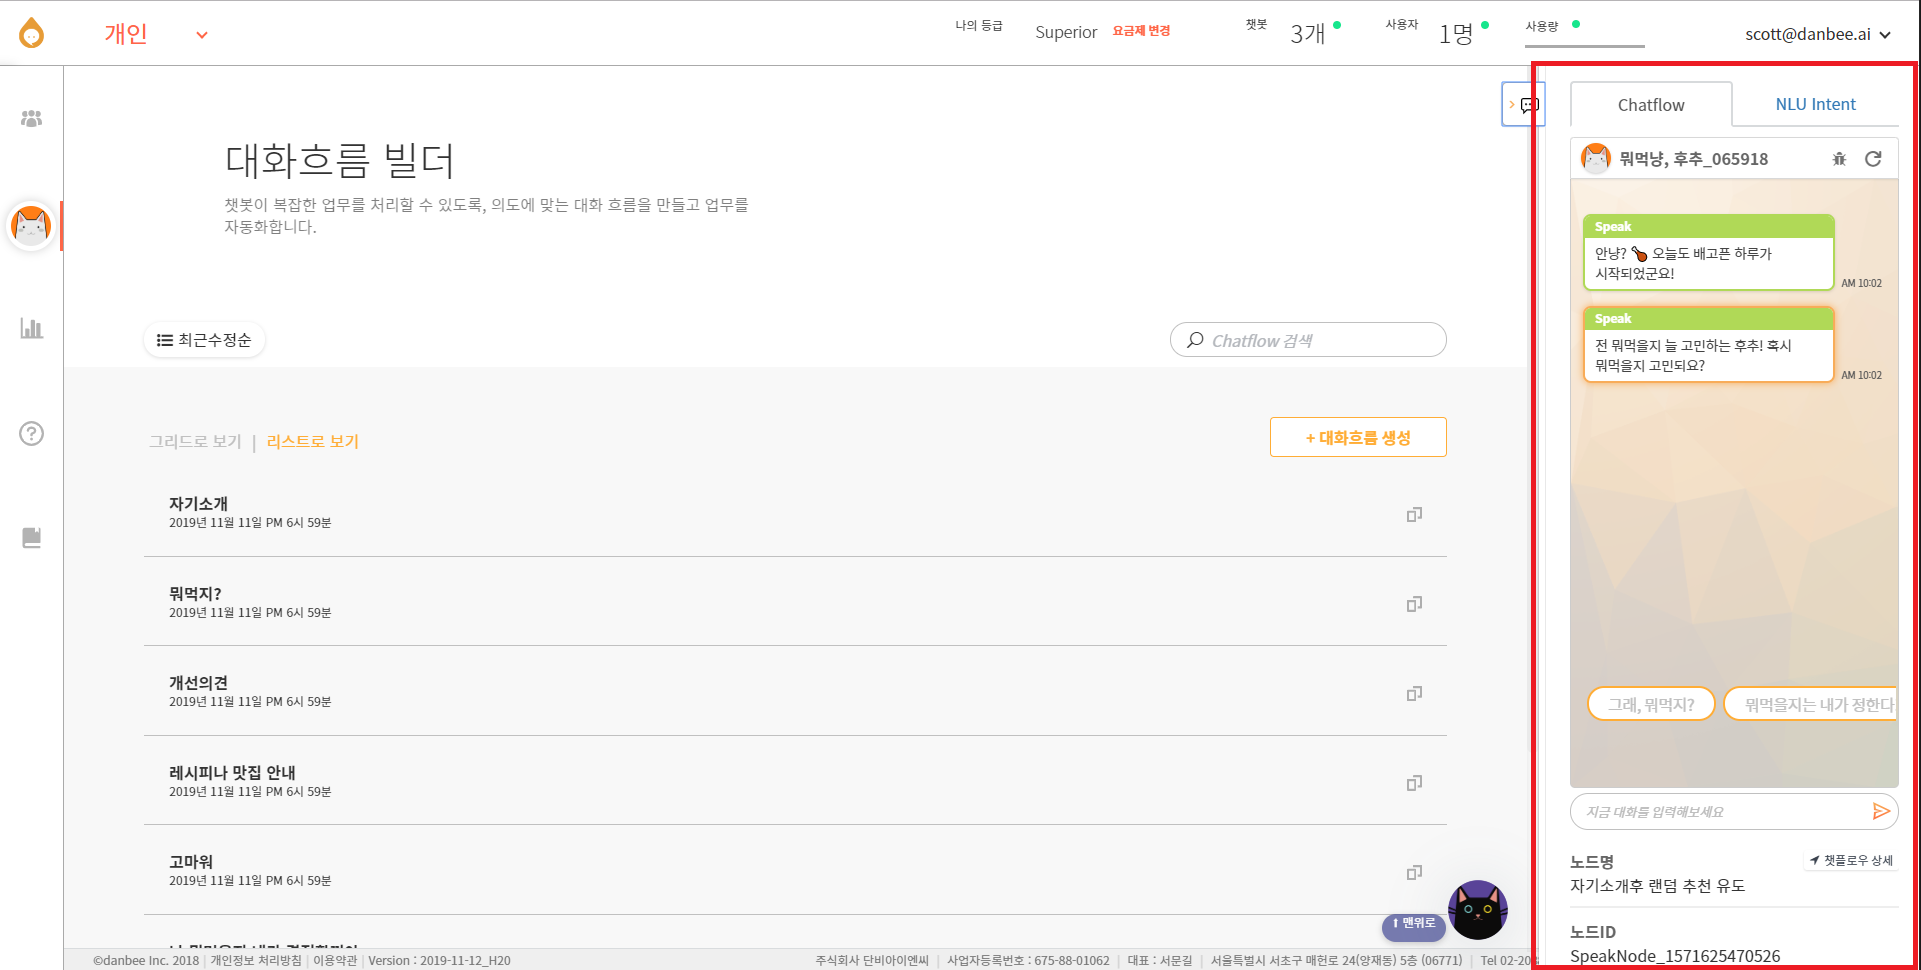 개인
나의 등급
Superior
요금제 변경
챗봇
3개
사용자
1명
사용량
scott@danbee.ai
대화흐름 빌더
챗봇이 복잡한 업무를 처리할 수 있도록, 의도에 맞는 대화 흐름을 만들고 업무를
자동화합니다.
최근수정순
Chatflow 검색
그리드로 보기 | 리스트로 보기
+ 대화흐름 생성
자기소개
2019년 11월 11일 PM 6시 59분
뭐먹지?
2019년 11월 11일 PM 6시 59분
개선의견
2019년 11월 11일 PM 6시 59분
레시피나 맛집 안내
2019년 11월 11일 PM 6시 59분
고마워
2019년 11월 11일 PM 6시 59분
맨위로
©danbee Inc. 2018 | 개인정보 처리방침 | 이용약관 | Version : 2019-11-12_H20
주식회사 단비아이엔씨 | 사업자등록번호 : 675-88-01062 | 대표 : 서문길 | 서울특별시 서초구 매헌로 24(양재동) 5층 (06771) | Tel 02-20
Chatflow
NLU Intent
뭐먹냥, 후추_065918
Speak
안냥? 🍗 오늘도 배고픈 하루가
시작되었군요!
AM 10:02
Speak
전 뭐먹을지 늘 고민하는 후추! 혹시
뭐먹을지 고민되요?
AM 10:02
그래, 뭐먹지?
뭐먹을지는 내가 정한다
지금 대화를 입력해보세요
노드명
챗플로우 상세
자기소개후 랜덤 추천 유도
노드ID
SpeakNode_1571625470526